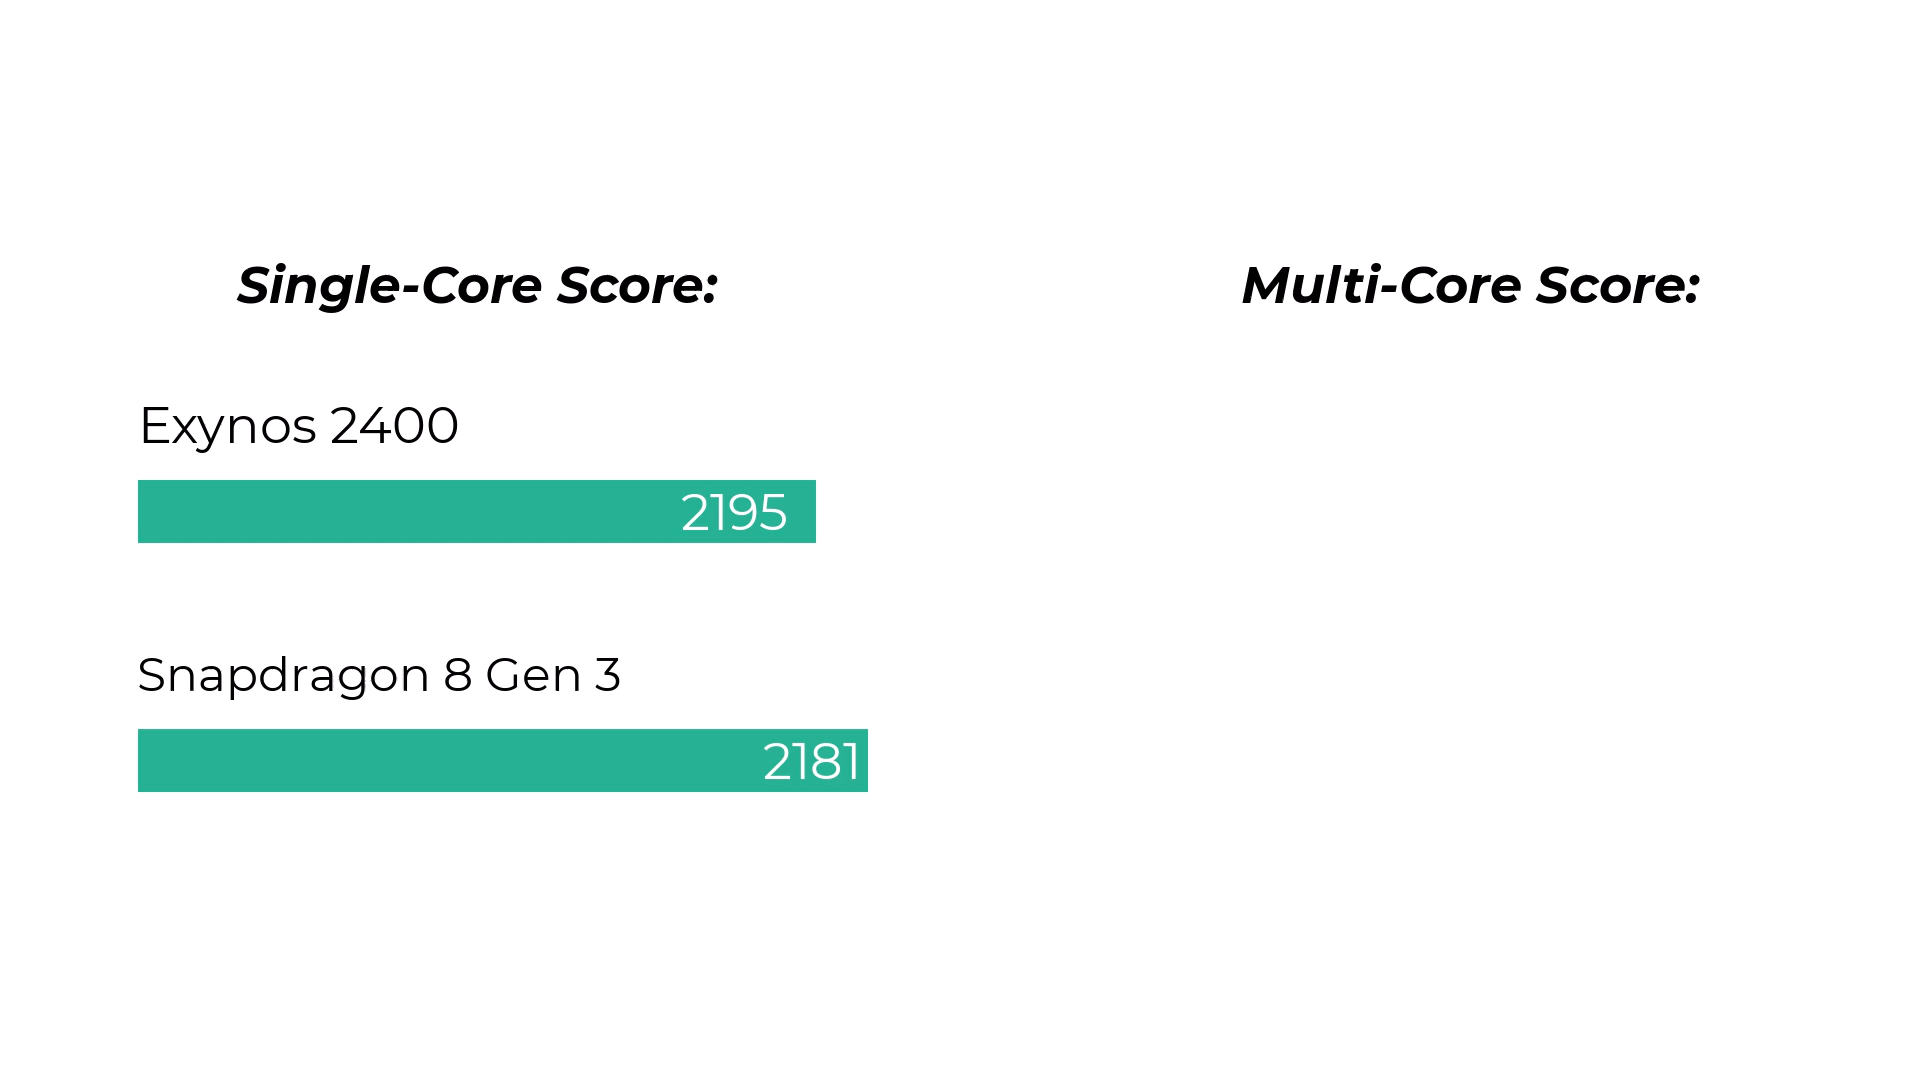 Single-Core Score:
Exynos 2400
2195
Snapdragon 8 Gen 3
2181
Multi-Core Score: